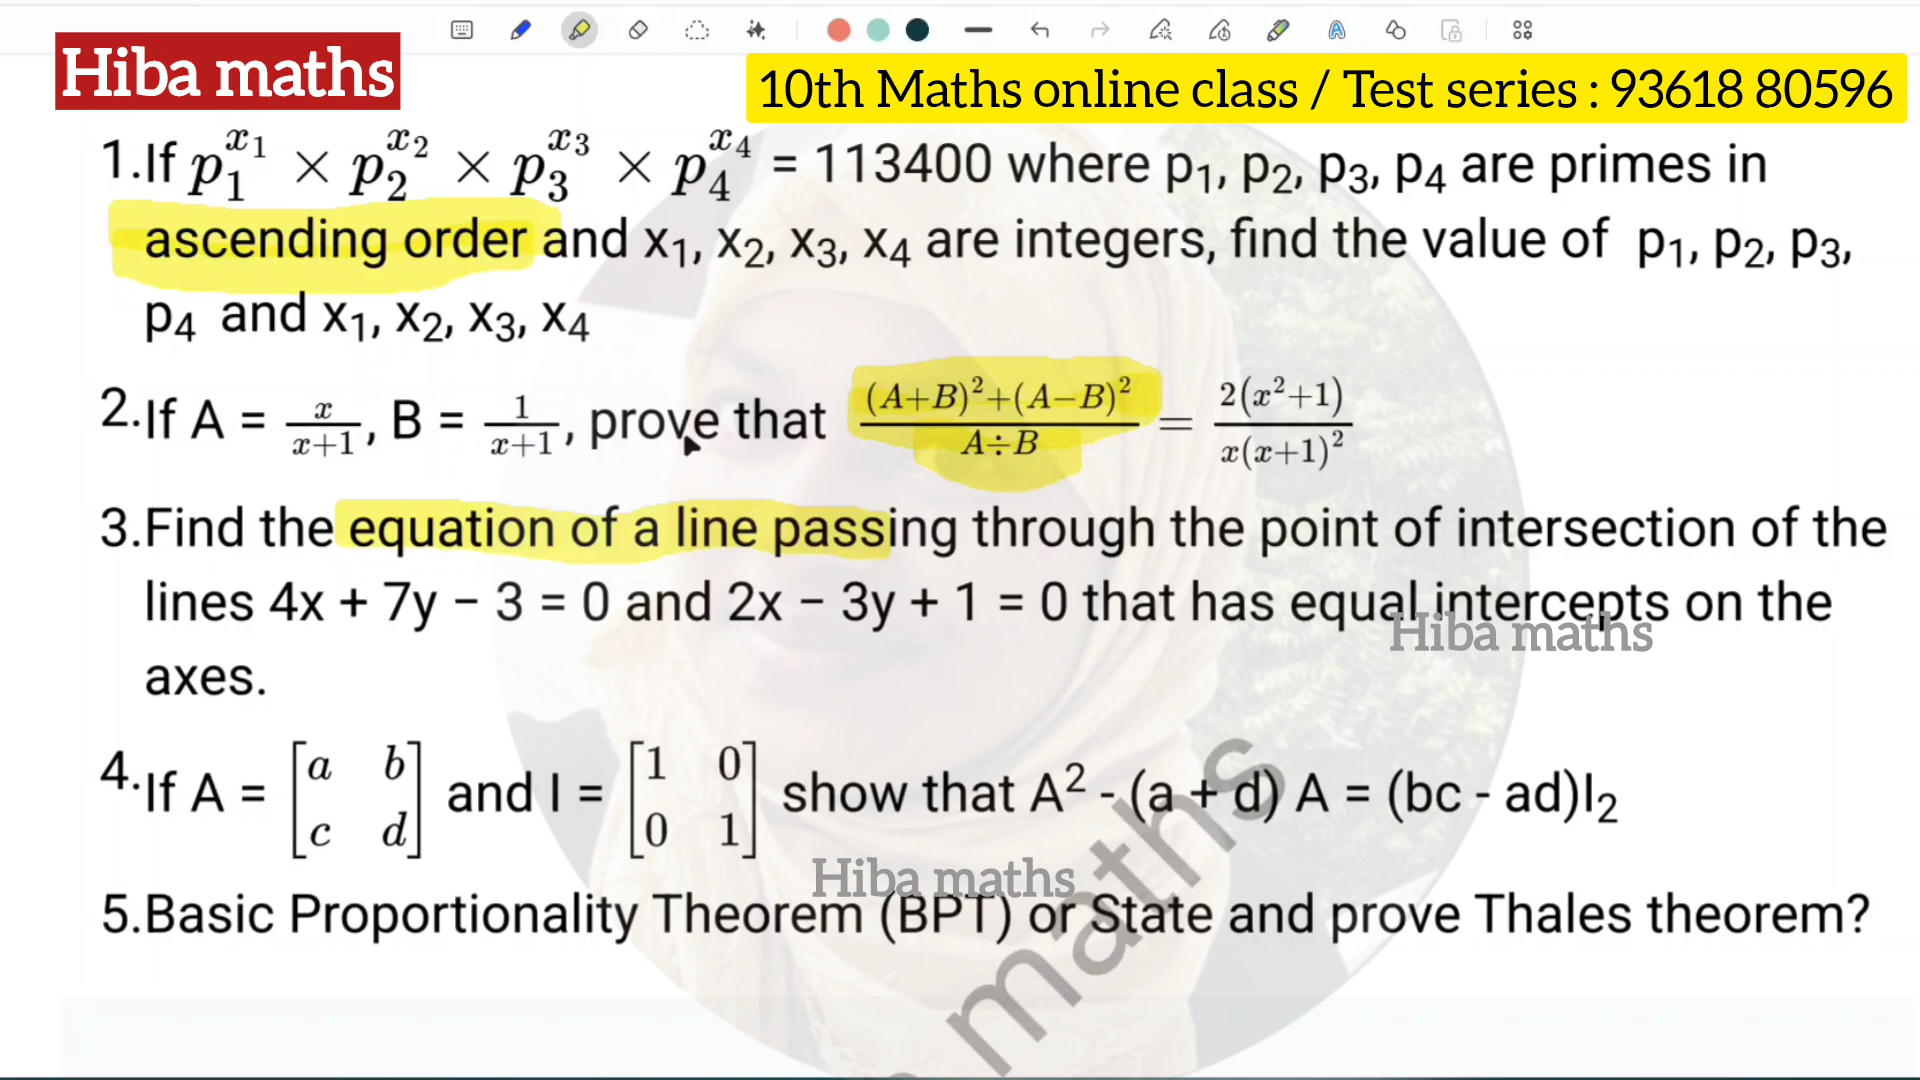 Hiba maths
10th Maths online class / Test series : 93618 80596
1.If p₁^x₁ × p₂^x₂ × p₃^x₃ × p₄^x₄ = 113400 where p₁, p₂, p₃, p₄ are primes in
ascending order and x₁, x₂, x₃, x₄ are integers, find the value of p₁, p₂, p₃,
p₄ and x₁, x₂, x₃, x₄
2.If A = x/(x+1), B = 1/(x+1), prove that ((A+B)²+(A−B)²)/(A÷B) = 2(x²+1)/(x(x+1)²)
3.Find the equation of a line passing through the point of intersection of the
lines 4x + 7y − 3 = 0 and 2x − 3y + 1 = 0 that has equal intercepts on the
Hiba maths
axes.
4.If A = [a b; c d] and I = [1 0; 0 1] show that A² - (a + d) A = (bc - ad)I₂
Hiba maths
5.Basic Proportionality Theorem (BPT) or State and prove Thales theorem?
maths